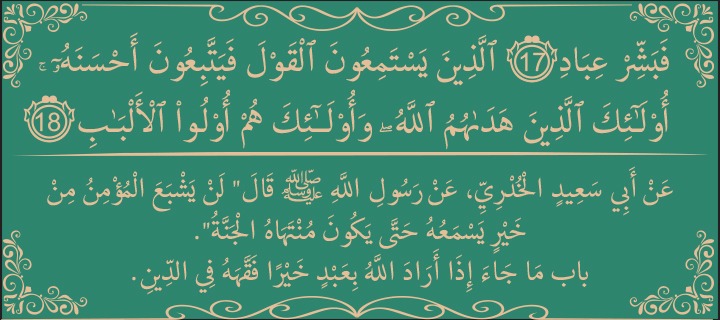 فَبَشِّرْ عِبَادِ 17 ٱلَّذِينَ يَسْتَمِعُونَ ٱلْقَوْلَ فَيَتَّبِعُونَ أَحْسَنَهُۥٓ ۚ
أُوْلَـٰٓئِكَ ٱلَّذِينَ هَدَىٰهُمُ ٱللَّهُ ۖ وَأُوْلَـٰٓئِكَ هُمْ أُوْلُواْ ٱلْأَلْبَـٰبِ 18
عَنْ أَبِي سَعِيدٍ الْخُدْرِيِّ، عَنْ رَسُولِ اللَّهِ ﷺ قَالَ" لَنْ يَشْبَعَ الْمُؤْمِنُ مِنْ
خَيْرٍ يَسْمَعُهُ حَتَّى يَكُونَ مُنْتَهَاهُ الْجَنَّةُ".
باب مَا جَاءَ إِذَا أَرَادَ اللَّهُ بِعَبْدٍ خَيْرًا فَقَّهَهُ فِي الدِّينِ.